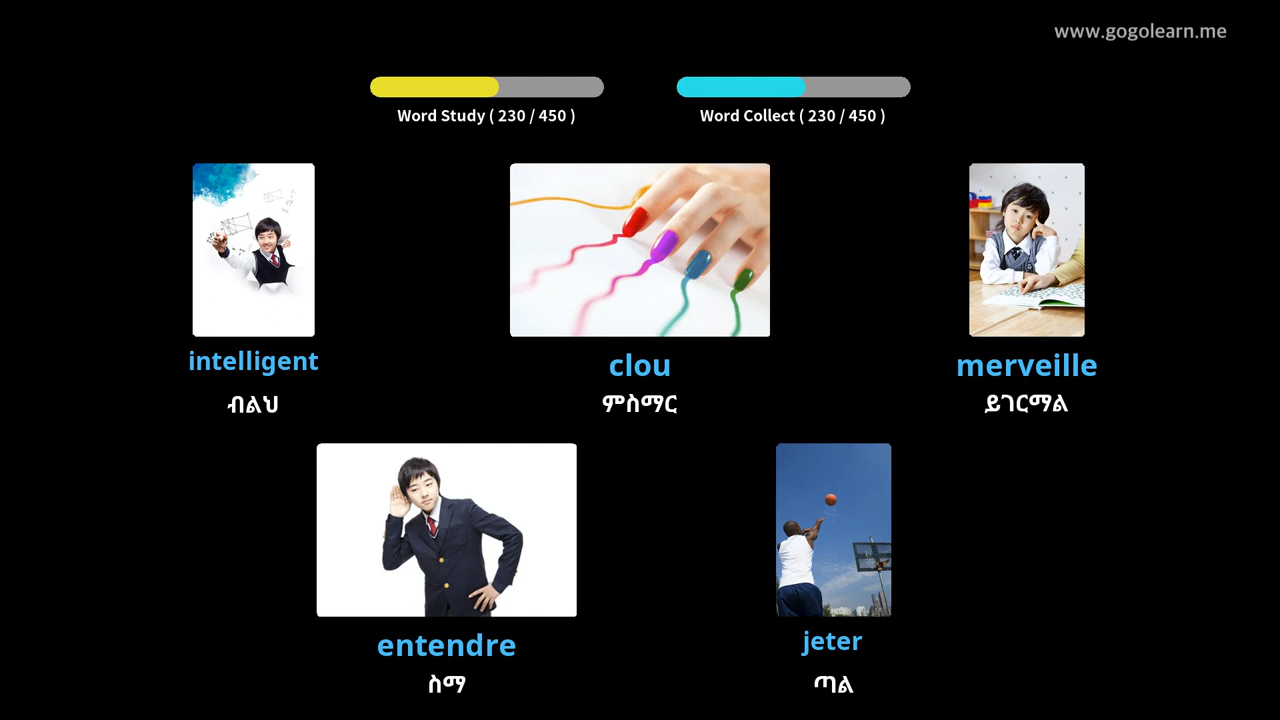 www.gogolearn.me
Word Study ( 230 / 450 )
Word Collect ( 230 / 450 )
intelligent
ብልህ
clou
ምስማር
merveille
ይገርማል
entendre
ስማ
jeter
ጣል